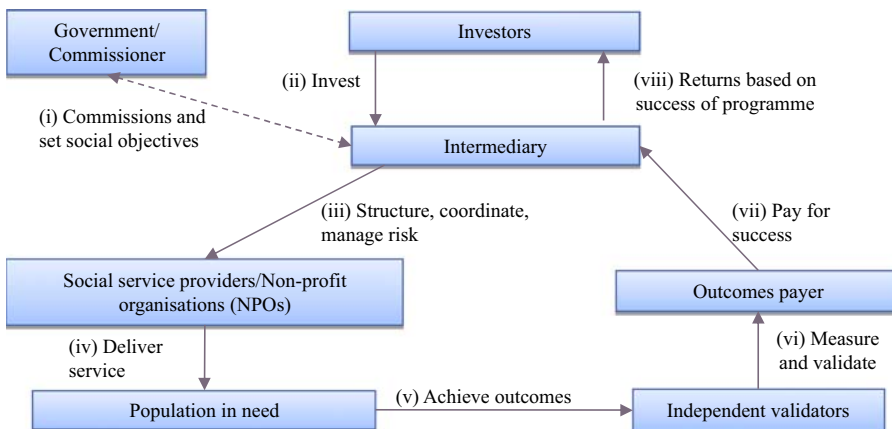 Government/
Commissioner
Investors
(ii) Invest
(viii) Returns based on
success of programme
(i) Commissions and
set social objectives
Intermediary
(iii) Structure, coordinate,
manage risk
(vii) Pay for
success
Social service providers/Non-profit
organisations (NPOs)
Outcomes payer
(iv) Deliver
service
(vi) Measure
and validate
Population in need
(v) Achieve outcomes
Independent validators